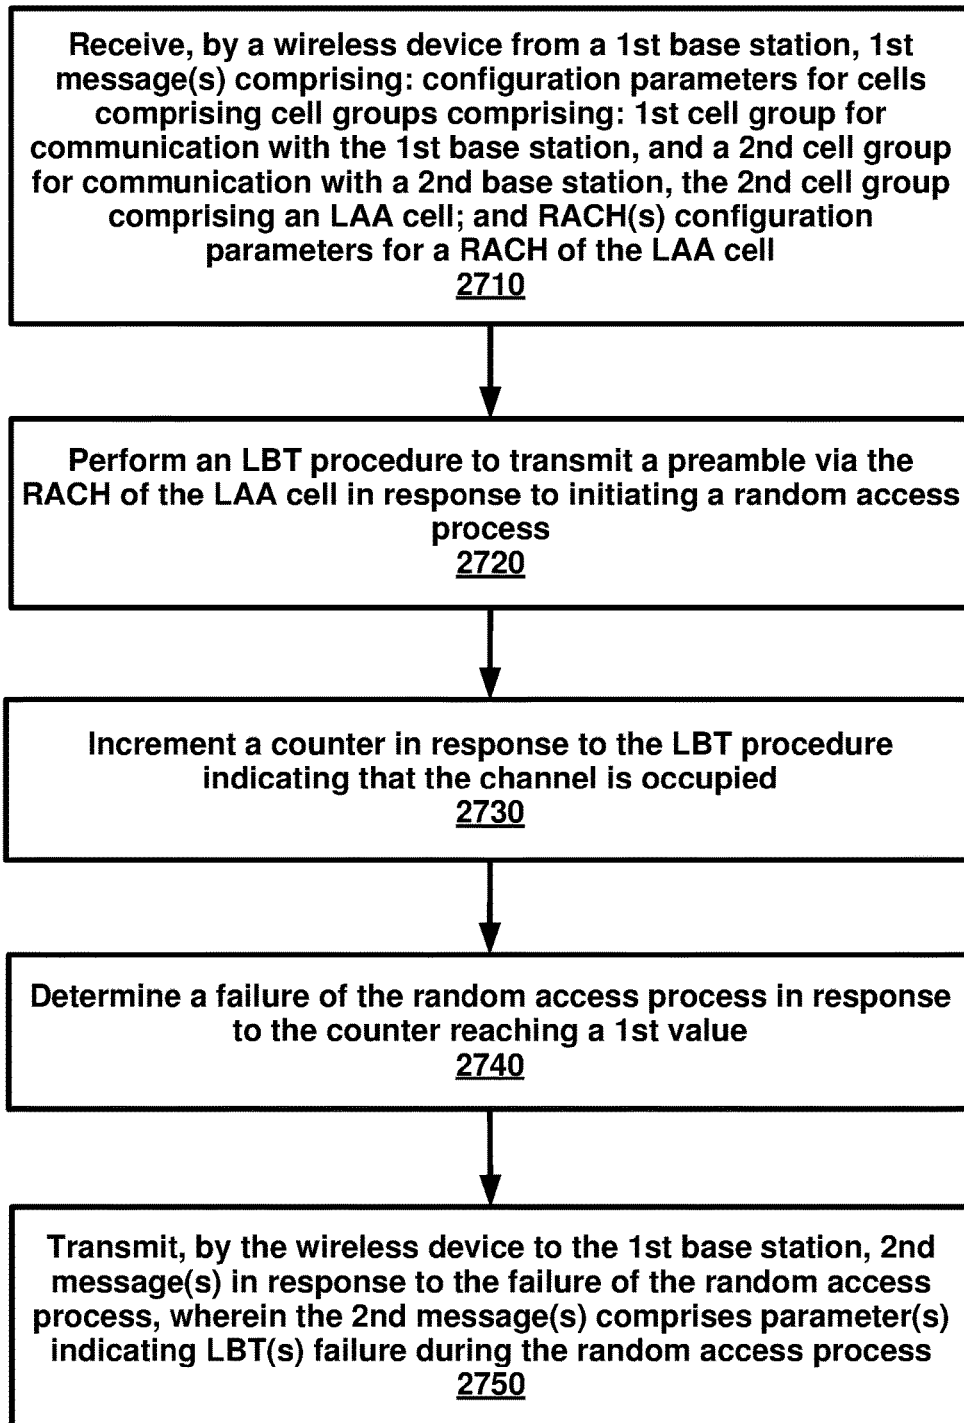 Receive, by a wireless device from a 1st base station, 1st
message(s) comprising: configuration parameters for cells
comprising cell groups comprising: 1st cell group for
communication with the 1st base station, and a 2nd cell group
for communication with a 2nd base station, the 2nd cell group
comprising an LAA cell; and RACH(s) configuration
parameters for a RACH of the LAA cell
2710
Perform an LBT procedure to transmit a preamble via the
RACH of the LAA cell in response to initiating a random access
process
2720
Increment a counter in response to the LBT procedure
indicating that the channel is occupied
2730
Determine a failure of the random access process in response
to the counter reaching a 1st value
2740
Transmit, by the wireless device to the 1st base station, 2nd
message(s) in response to the failure of the random access
process, wherein the 2nd message(s) comprises parameter(s)
indicating LBT(s) failure during the random access process
2750